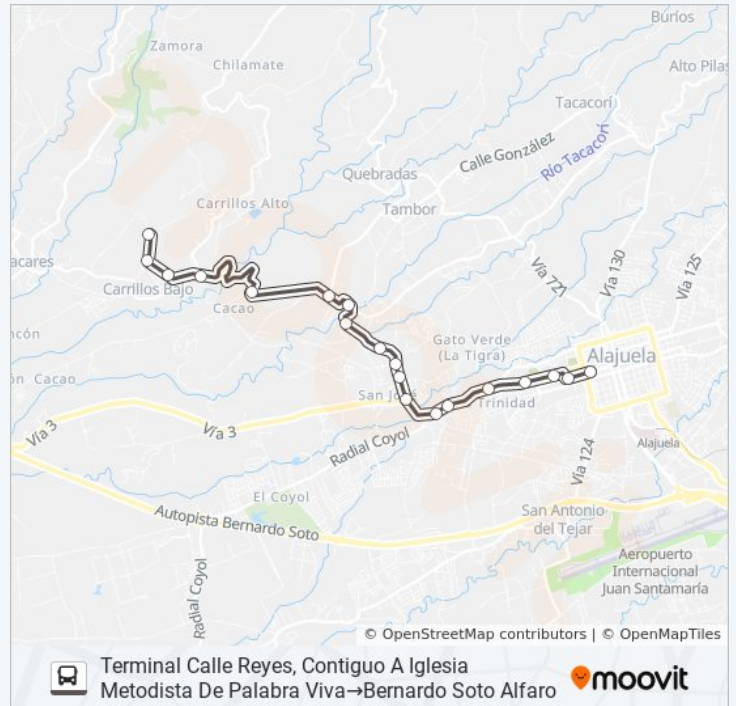 Buríos
Zamora
Chilamate
Alto Pilas
Tacacorí
Calle González
Río Tacacorí
Quebradas
Tambor
Carrillos Alto
Vía 721
Vía 130
Vía 125
acares
Carrillos Bajo
Cacao
ncón
Gato Verde
(La Tigra)
Alajuela
ón Cacao
San José
Trinidad
Vía 3
Vía 3
Radial Coyol
Vía 124
Alajuela
El Coyol
San Antonio
del Tejar
Autopista Bernardo Soto
Radial Coyol
Aeropuerto
Internacional
Juan Santamaría
© OpenStreetMap contributors | © OpenMapTiles
Terminal Calle Reyes, Contiguo A Iglesia
Metodista De Palabra Viva→Bernardo Soto Alfaro
moovit